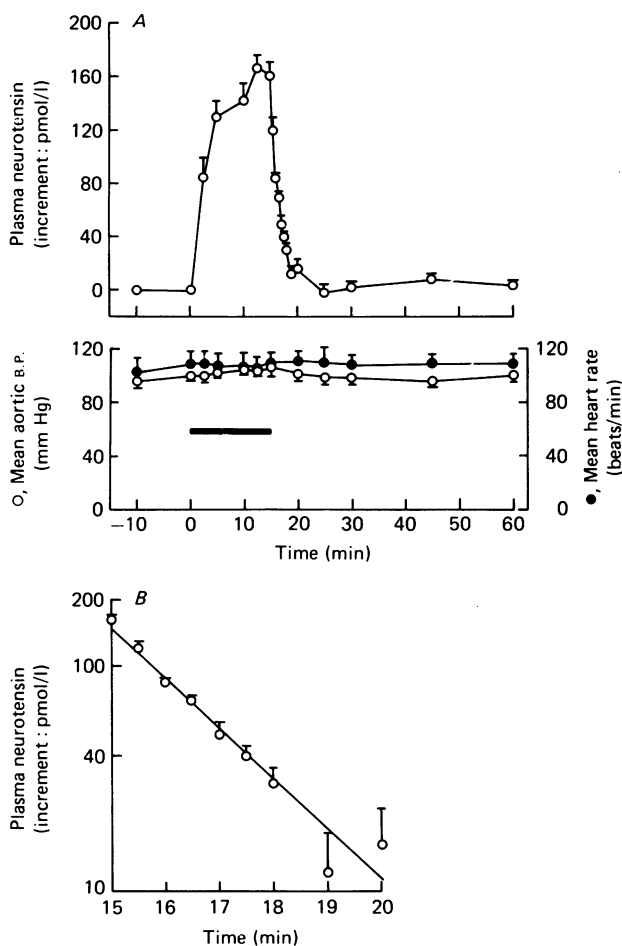 A
Plasma neurotensin
(increment: pmol/l)
200
160
120
80
40
0
○, Mean aortic B.P.
(mm Hg)
120
80
40
0
120
80
40
0
●, Mean heart rate
(beats/min)
−10 0 10 20 30 40 50 60
Time (min)
B
Plasma neurotensin
(increment: pmol/l)
200
100
40
10
15 16 17 18 19 20
Time (min)